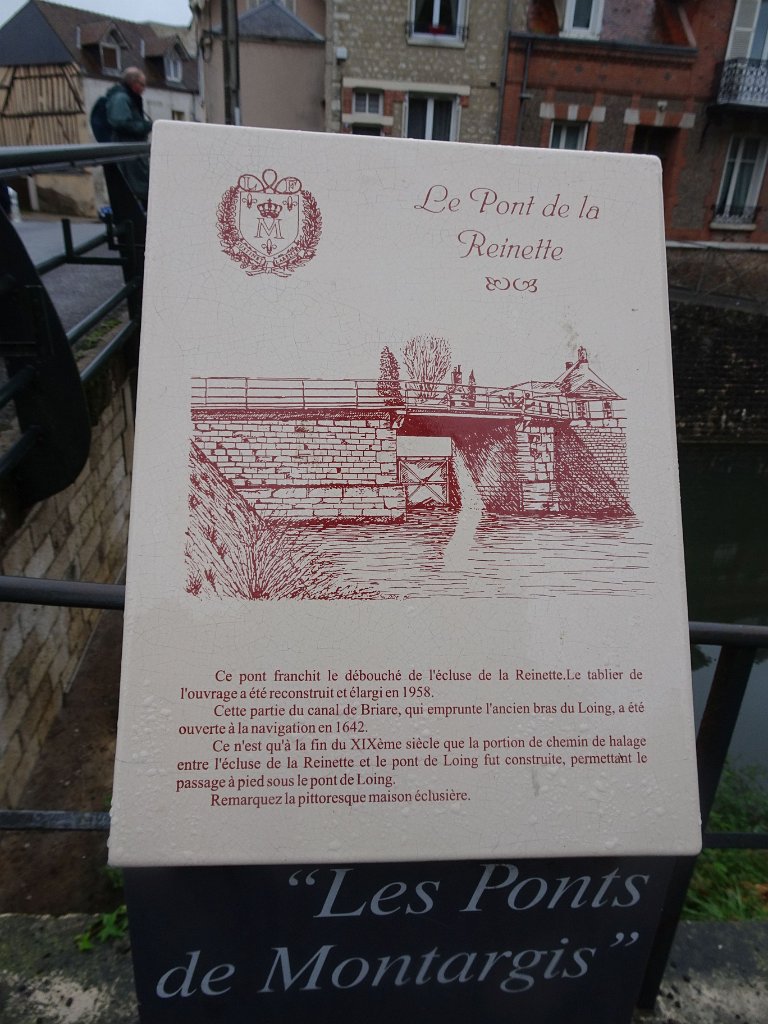 L F
M
Le Pont de la
Reinette
Ce pont franchit le débouché de l'écluse de la Reinette.Le tablier de
l'ouvrage a été reconstruit et élargi en 1958.
Cette partie du canal de Briare, qui emprunte l'ancien bras du Loing, a été
ouverte à la navigation en 1642.
Ce n'est qu'à la fin du XIXème siècle que la portion de chemin de halage
entre l'écluse de la Reinette et le pont de Loing fut construite, permettant le
passage à pied sous le pont de Loing.
Remarquez la pittoresque maison éclusière.
“Les Ponts
de Montargis”